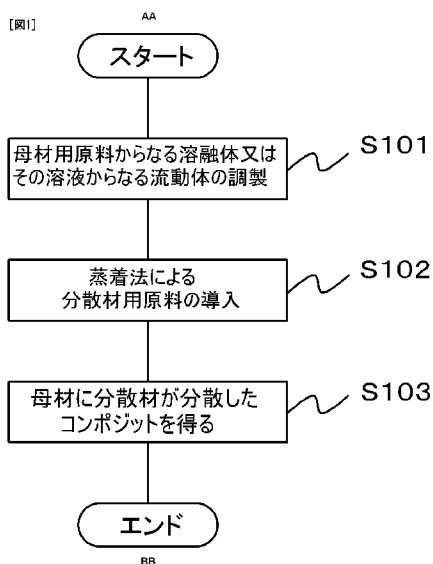 [図1]
AA
スタート
母材用原料からなる溶融体又は
その溶液からなる流動体の調製
S101
蒸着法による
分散材用原料の導入
S102
母材に分散材が分散した
コンポジットを得る
S103
エンド
BB